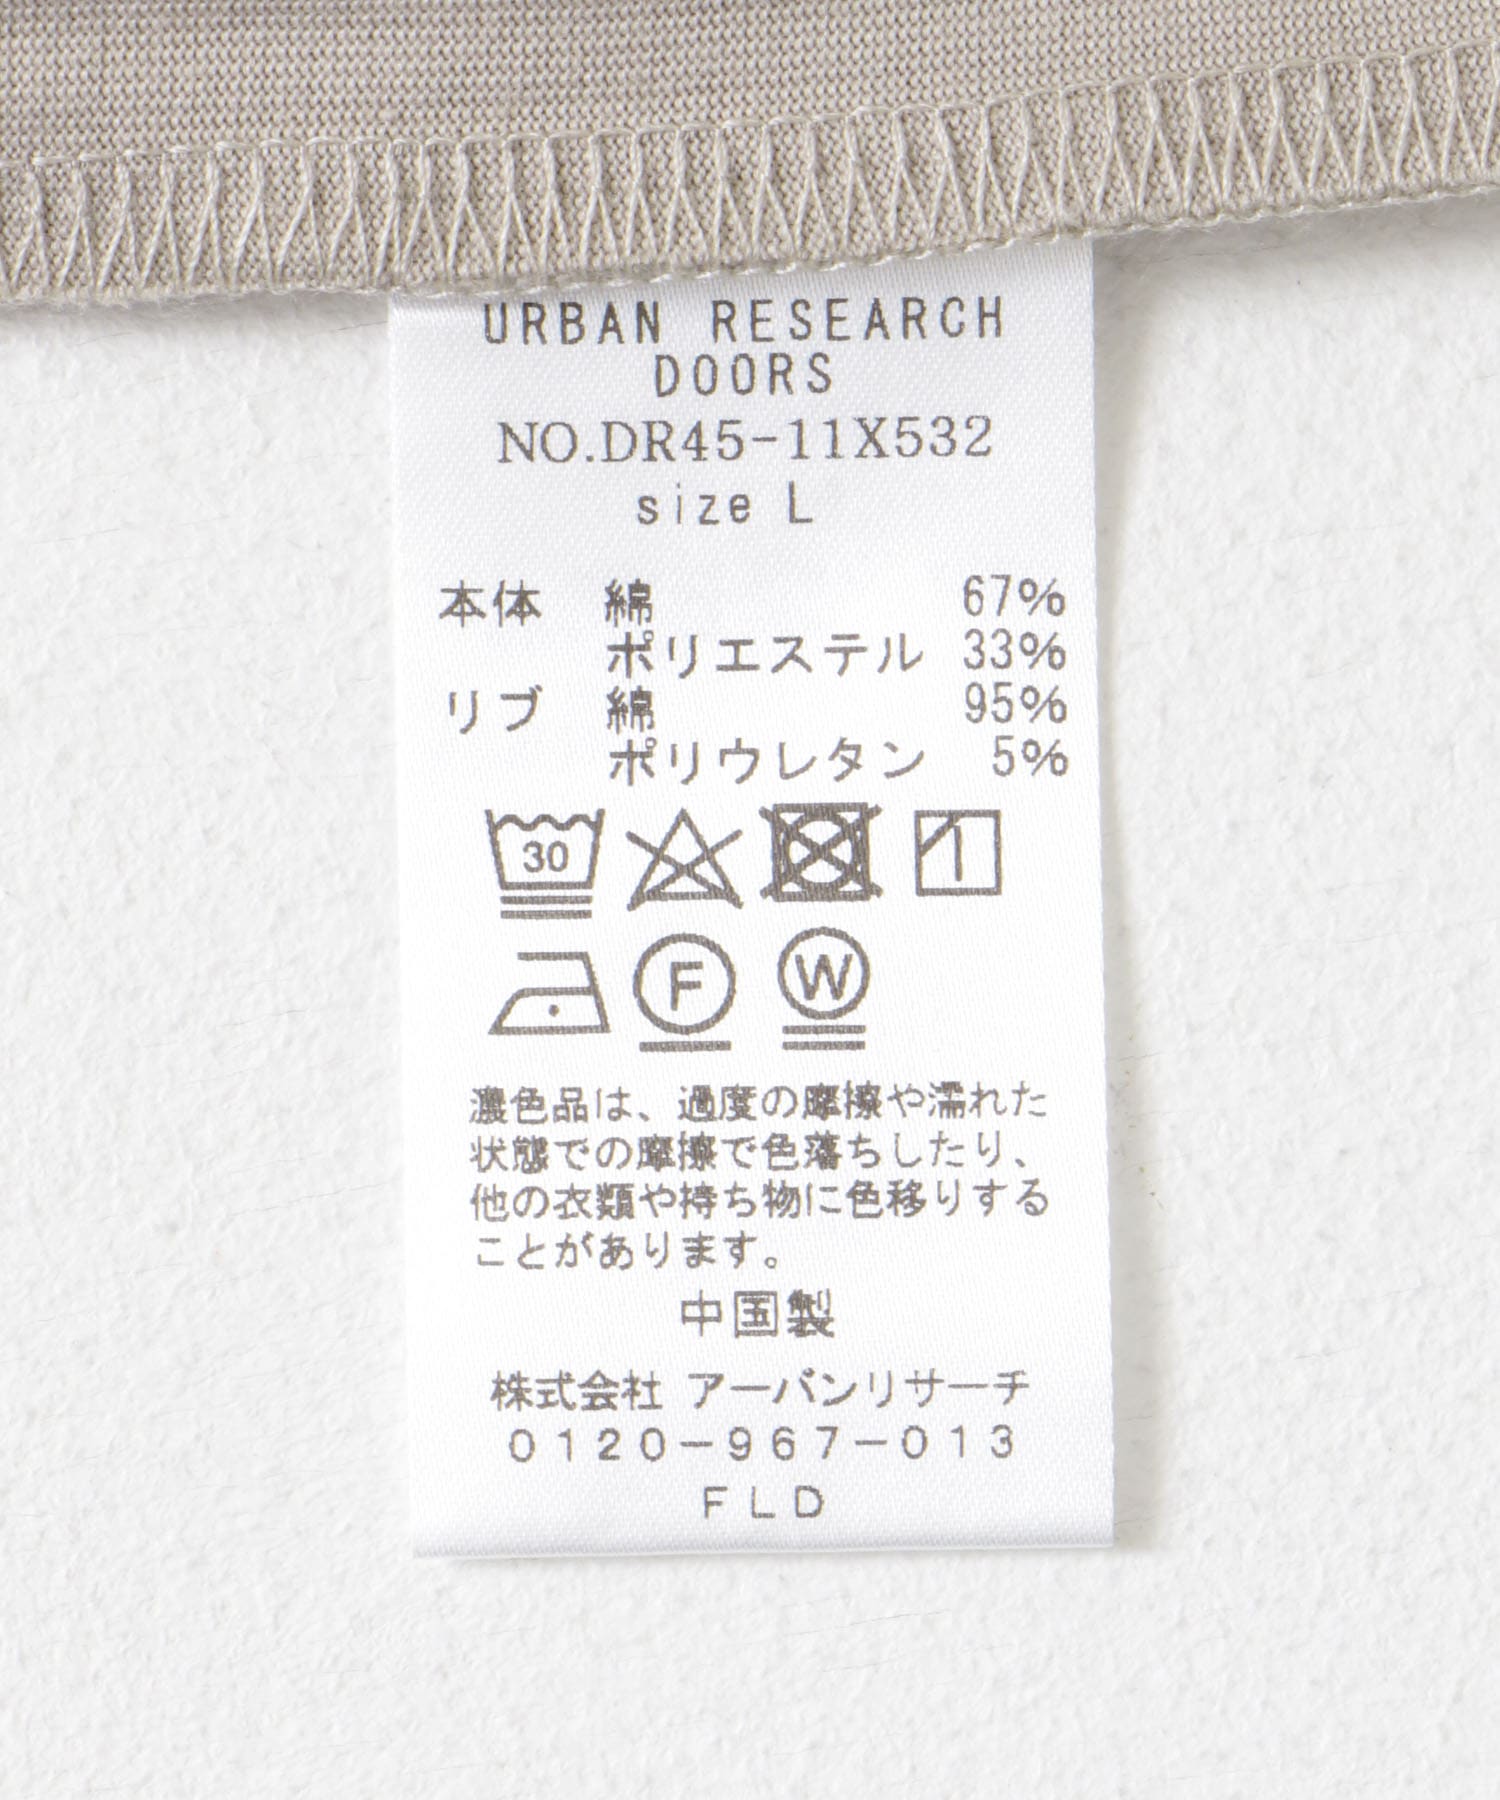 URBAN RESEARCH
DOORS
NO.DR45-11X532
size L
本体 綿 67%
ポリエステル 33%
リブ 綿 95%
ポリウレタン 5%
30
F W
濃色品は、過度の摩擦や濡れた
状態での摩擦で色落ちしたり、
他の衣類や持ち物に色移りする
ことがあります。
中国製
株式会社 アーバンリサーチ
0120-967-013
FLD